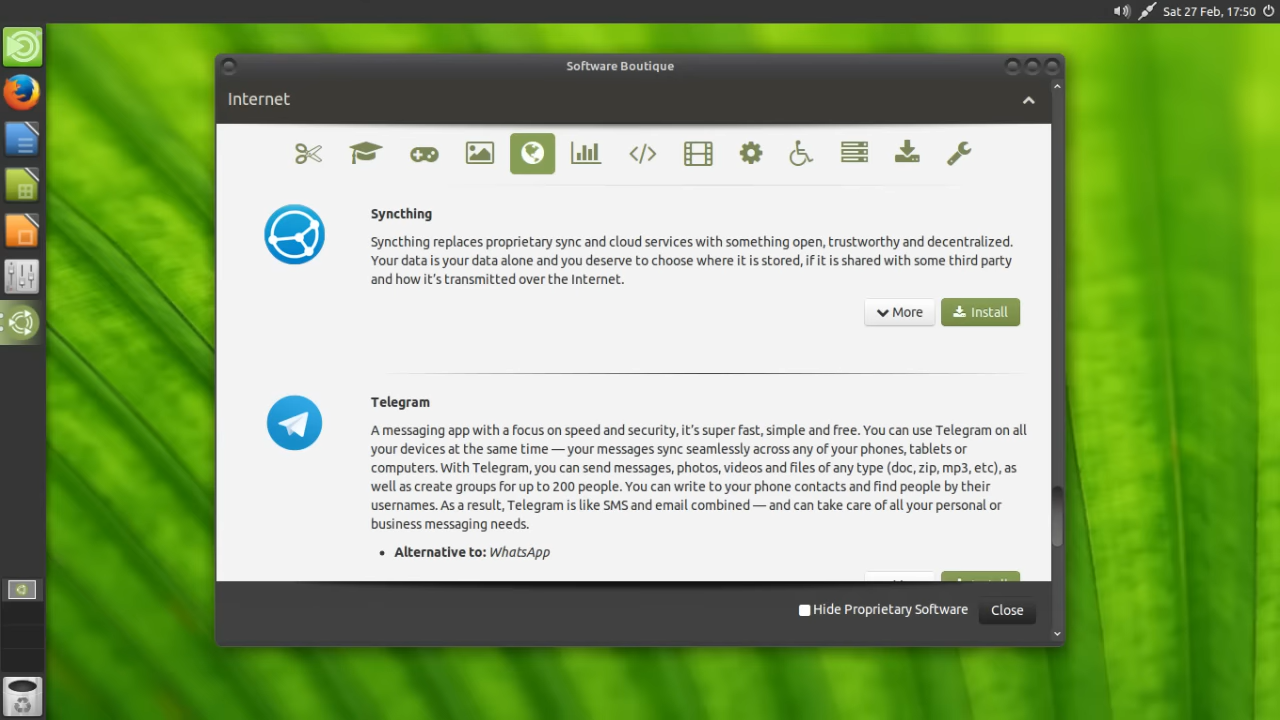 Sat 27 Feb, 17:50
Software Boutique
Internet
Syncthing
Syncthing replaces proprietary sync and cloud services with something open, trustworthy and decentralized.
Your data is your data alone and you deserve to choose where it is stored, if it is shared with some third party
and how it's transmitted over the Internet.
More Install
Telegram
A messaging app with a focus on speed and security, it's super fast, simple and free. You can use Telegram on all
your devices at the same time — your messages sync seamlessly across any of your phones, tablets or
computers. With Telegram, you can send messages, photos, videos and files of any type (doc, zip, mp3, etc), as
well as create groups for up to 200 people. You can write to your phone contacts and find people by their
usernames. As a result, Telegram is like SMS and email combined — and can take care of all your personal or
business messaging needs.
• Alternative to: WhatsApp
Hide Proprietary Software Close